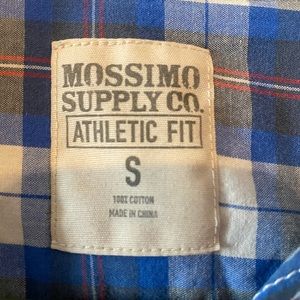 MOSSIMO
SUPPLY CO.
ATHLETIC FIT
S
100% COTTON
MADE IN CHINA